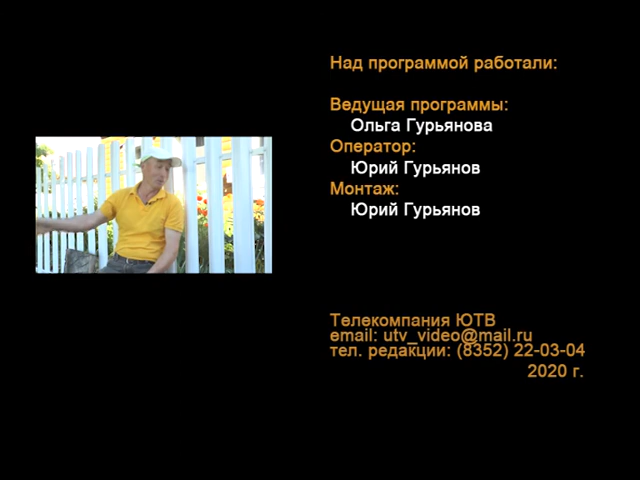 Над программой работали:
Ведущая программы:
Ольга Гурьянова
Оператор:
Юрий Гурьянов
Монтаж:
Юрий Гурьянов
Телекомпания ЮТВ
email: utv_video@mail.ru
тел. редакции: (8352) 22-03-04
2020 г.